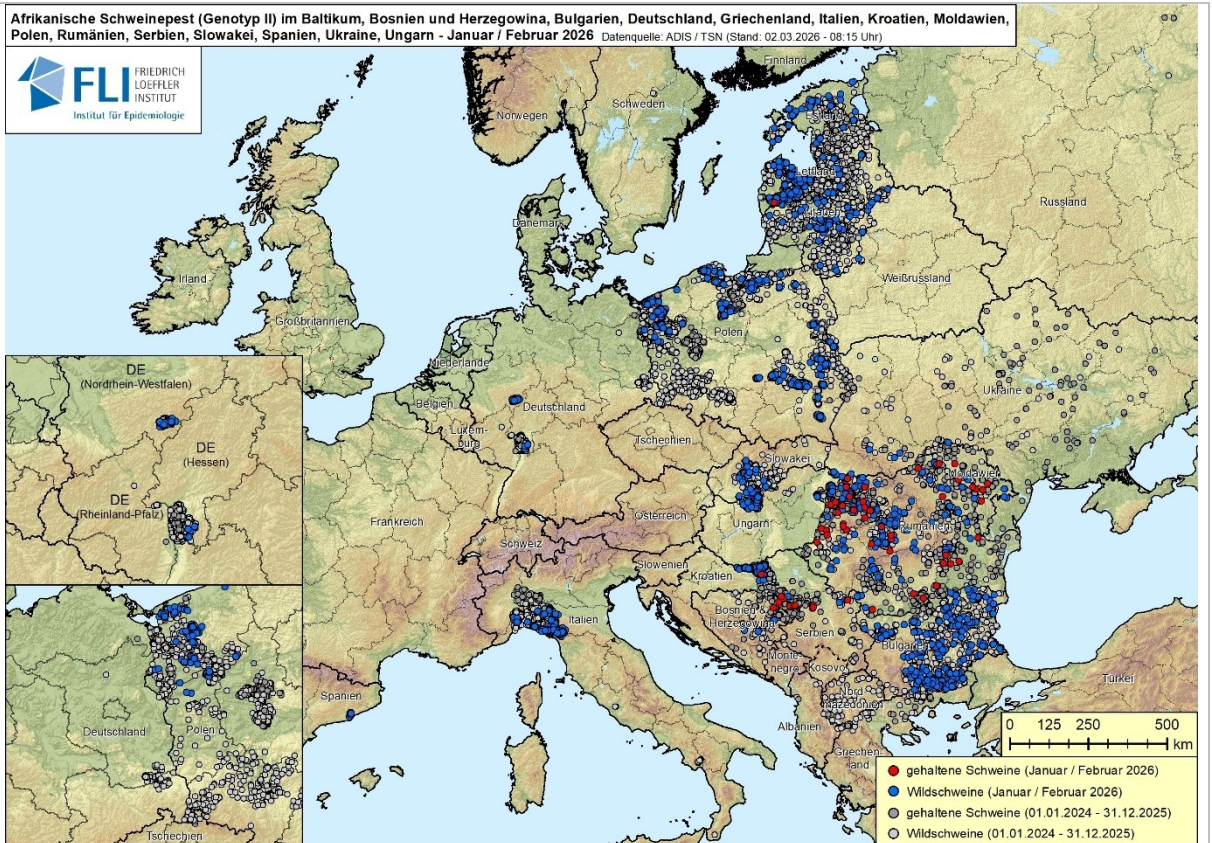 Afrikanische Schweinepest (Genotyp II) im Baltikum, Bosnien und Herzegowina, Bulgarien, Deutschland, Griechenland, Italien, Kroatien, Moldawien,
Polen, Rumänien, Serbien, Slowakei, Spanien, Ukraine, Ungarn - Januar / Februar 2026 Datenquelle: ADIS / TSN (Stand: 02.03.2026 - 08:15 Uhr)
FLI
FRIEDRICH
LOEFFLER
INSTITUT
Institut für Epidemiologie
Finnland
Schweden
Norwegen
Estland
Lettland
Russland
Litauen
Dänemark
Irland
Weißrussland
Großbritannien
Polen
Niederlande
Ukraine
Belgien
Deutschland
Luxem-
burg
Tschechien
Slowakei
Moldawien
Frankreich
Österreich
Ungarn
Rumänien
Schweiz
Slowenien
Kroatien
Italien
Bosnien &
Herzegowina
Serbien
Bulgarien
Monte-
negro
Kosovo
Spanien
Nord
mazedonien
Türkei
Albanien
Griechen-
land
DE
(Nordrhein-Westfalen)
DE
(Hessen)
DE
(Rheinland-Pfalz)
Deutschland
Polen
Tschechien
0 125 250 500
km
gehaltene Schweine (Januar / Februar 2026)
Wildschweine (Januar / Februar 2026)
gehaltene Schweine (01.01.2024 - 31.12.2025)
Wildschweine (01.01.2024 - 31.12.2025)